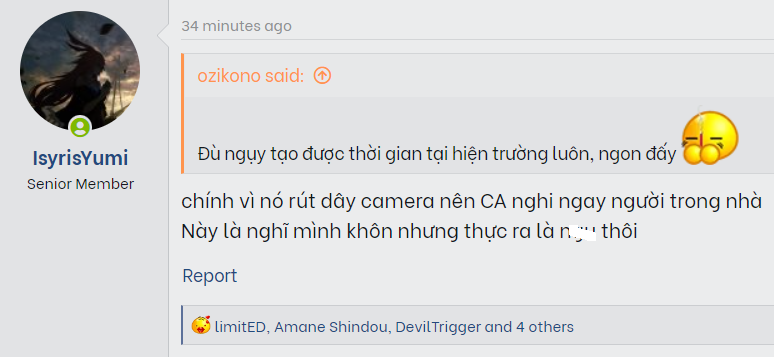 34 minutes ago
ozikono said:
Đù ngụy tạo được thời gian tại hiện trường luôn, ngon đấy
IsyrisYumi
Senior Member
chính vì nó rút dây camera nên CA nghi ngay người trong nhà
Này là nghĩ mình khôn nhưng thực ra là thôi
Report
limitED, Amane Shindou, DevilTrigger and 4 others